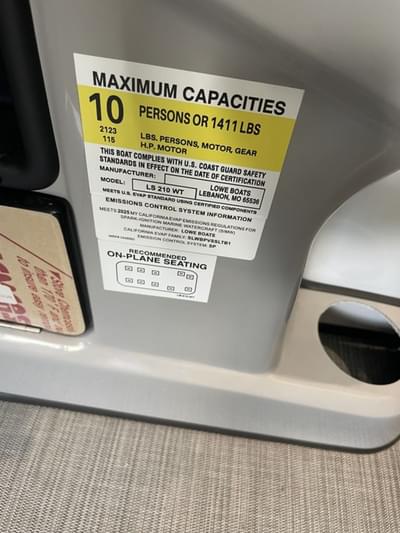 MAXIMUM CAPACITIES
10 PERSONS OR 1411 LBS
2123 LBS. PERSONS, MOTOR, GEAR
115 H.P. MOTOR
THIS BOAT COMPLIES WITH U.S. COAST GUARD SAFETY
STANDARDS IN EFFECT ON THE DATE OF CERTIFICATION
MANUFACTURER: LOWE BOATS
LEBANON, MO 65536
MODEL: LS 210 WT
MEETS U.S. EVAP STANDARD USING CERTIFIED COMPONENTS
EMISSIONS CONTROL SYSTEM INFORMATION
MEETS 2025 MY CALIFORNIA EVAP EMISSIONS REGULATIONS FOR
SPARK-IGNITION MARINE WATERCRAFT (SIMW)
MANUFACTURER: LOWE BOATS
CALIFORNIA EVAP FAMILY:
EMISSION CONTROL SYSTEM: SP
RECOMMENDED
ON-PLANE SEATING